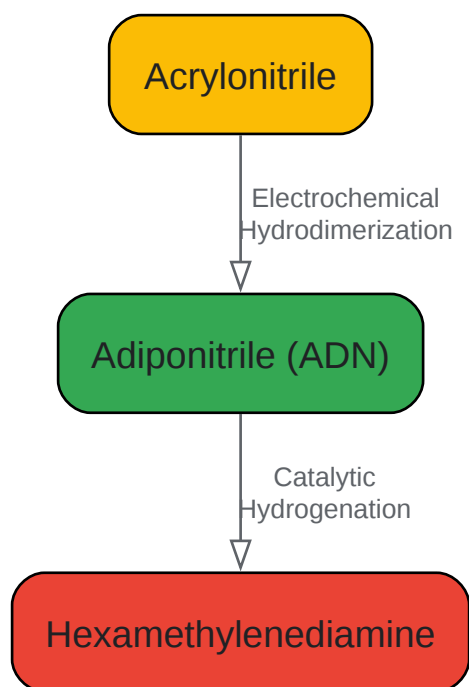 Acrylonitrile
Electrochemical
Hydrodimerization
Adiponitrile (ADN)
Catalytic
Hydrogenation
Hexamethylenediamine